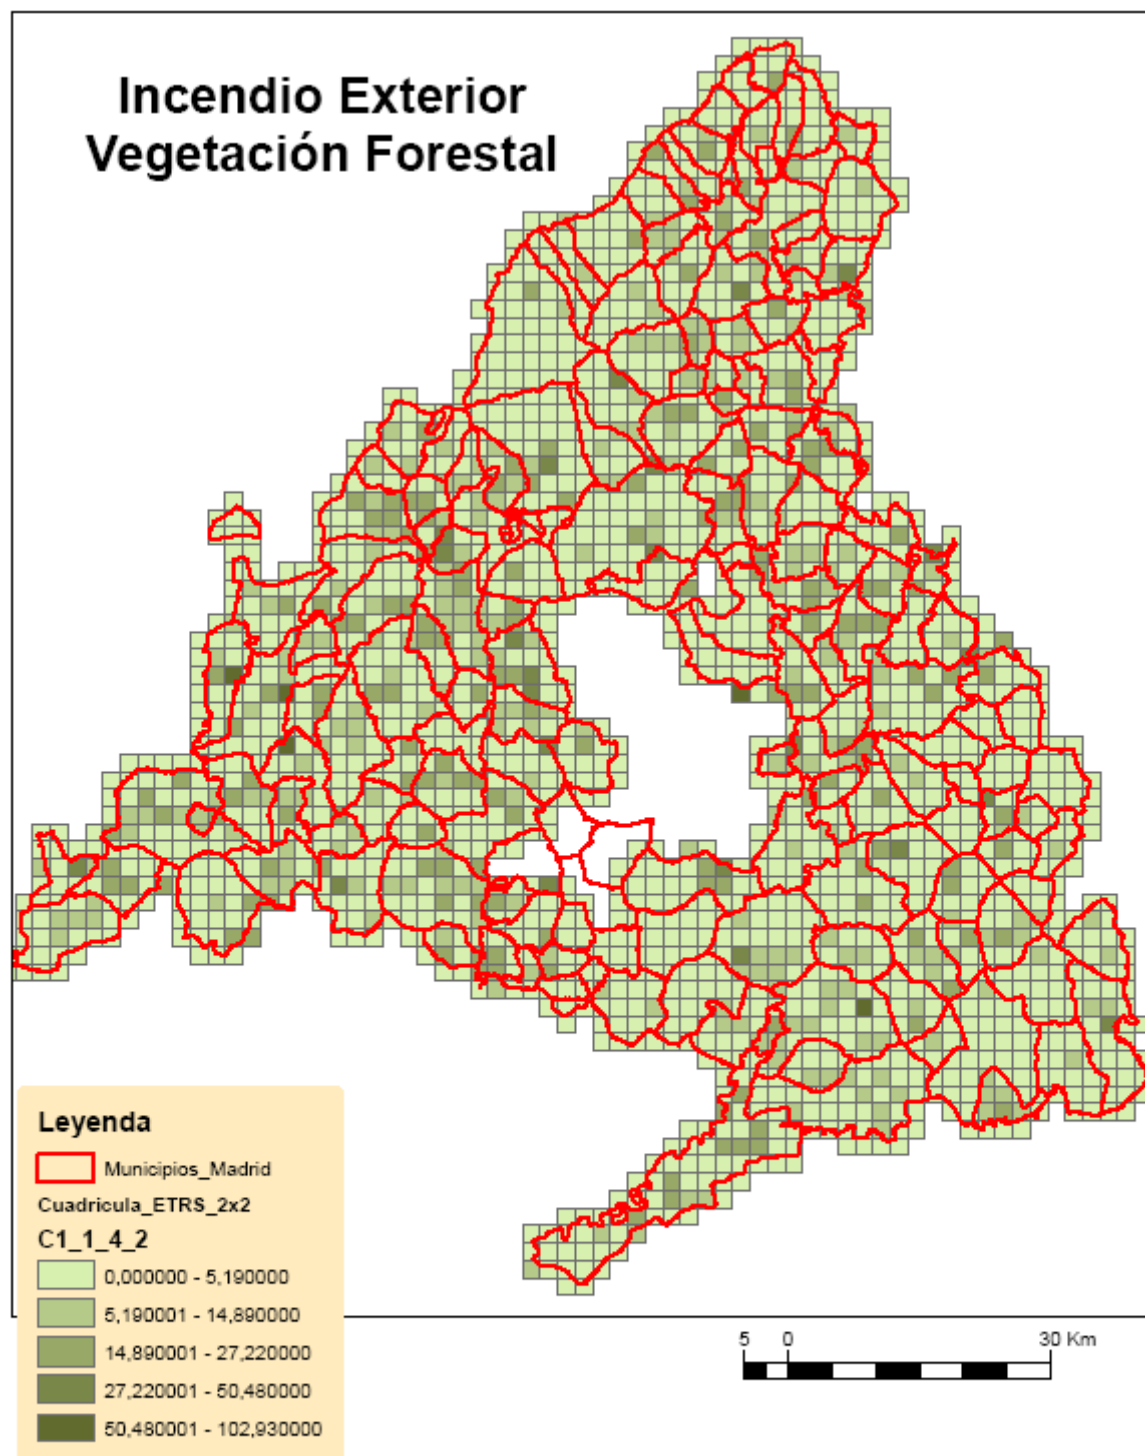 Incendio Exterior
Vegetación Forestal
Leyenda
Municipios_Madrid
Cuadricula_ETRS_2x2
C1_1_4_2
0,000000 - 5,190000
5,190001 - 14,890000
14,890001 - 27,220000
27,220001 - 50,480000
50,480001 - 102,930000
5 0 30 Km